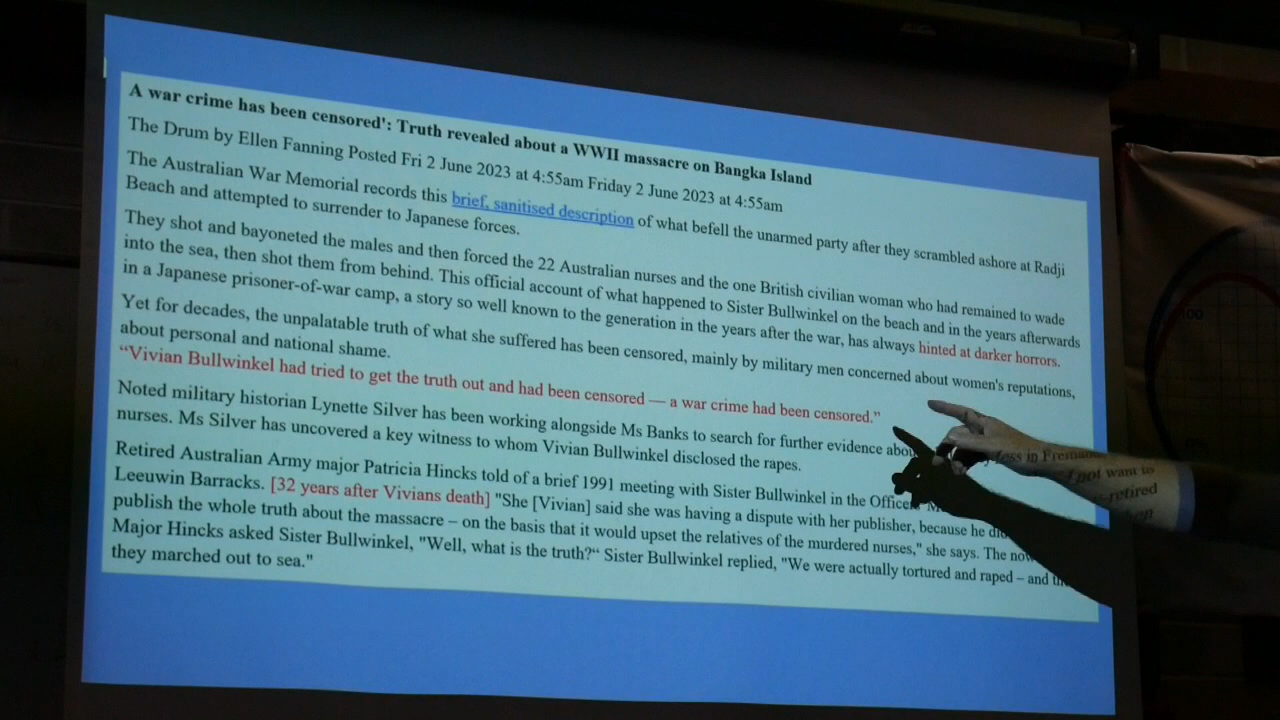 A war crime has been censored': Truth revealed about a WWII massacre on Bangka Island
The Drum by Ellen Fanning Posted Fri 2 June 2023 at 4:55am Friday 2 June 2023 at 4:55am
The Australian War Memorial records this brief, sanitised description of what befell the unarmed party after they scrambled ashore at Radji
Beach and attempted to surrender to Japanese forces.
They shot and bayoneted the males and then forced the 22 Australian nurses and the one British civilian woman who had remained to wade
into the sea, then shot them from behind. This official account of what happened to Sister Bullwinkel on the beach and in the years afterwards
in a Japanese prisoner-of-war camp, a story so well known to the generation in the years after the war, has always hinted at darker horrors.
Yet for decades, the unpalatable truth of what she suffered has been censored, mainly by military men concerned about women's reputations,
about personal and national shame.
“Vivian Bullwinkel had tried to get the truth out and had been censored — a war crime had been censored.”
Noted military historian Lynette Silver has been working alongside Ms Banks to search for further evidence
nurses. Ms Silver has uncovered a key witness to whom Vivian Bullwinkel disclosed the rapes.
Retired Australian Army major Patricia Hincks told of a brief 1991 meeting with Sister Bullwinkel in the in
Leeuwin Barracks. [32 years after Vivians death] "She [Vivian] said she was having a dispute with her publisher, because he not want to
publish the whole truth about the massacre – on the basis that it would upset the relatives of the murdered nurses," she says. The
Major Hincks asked Sister Bullwinkel, "Well, what is the truth?“ Sister Bullwinkel replied, "We were actually tortured and raped – and
they marched out to sea."
100